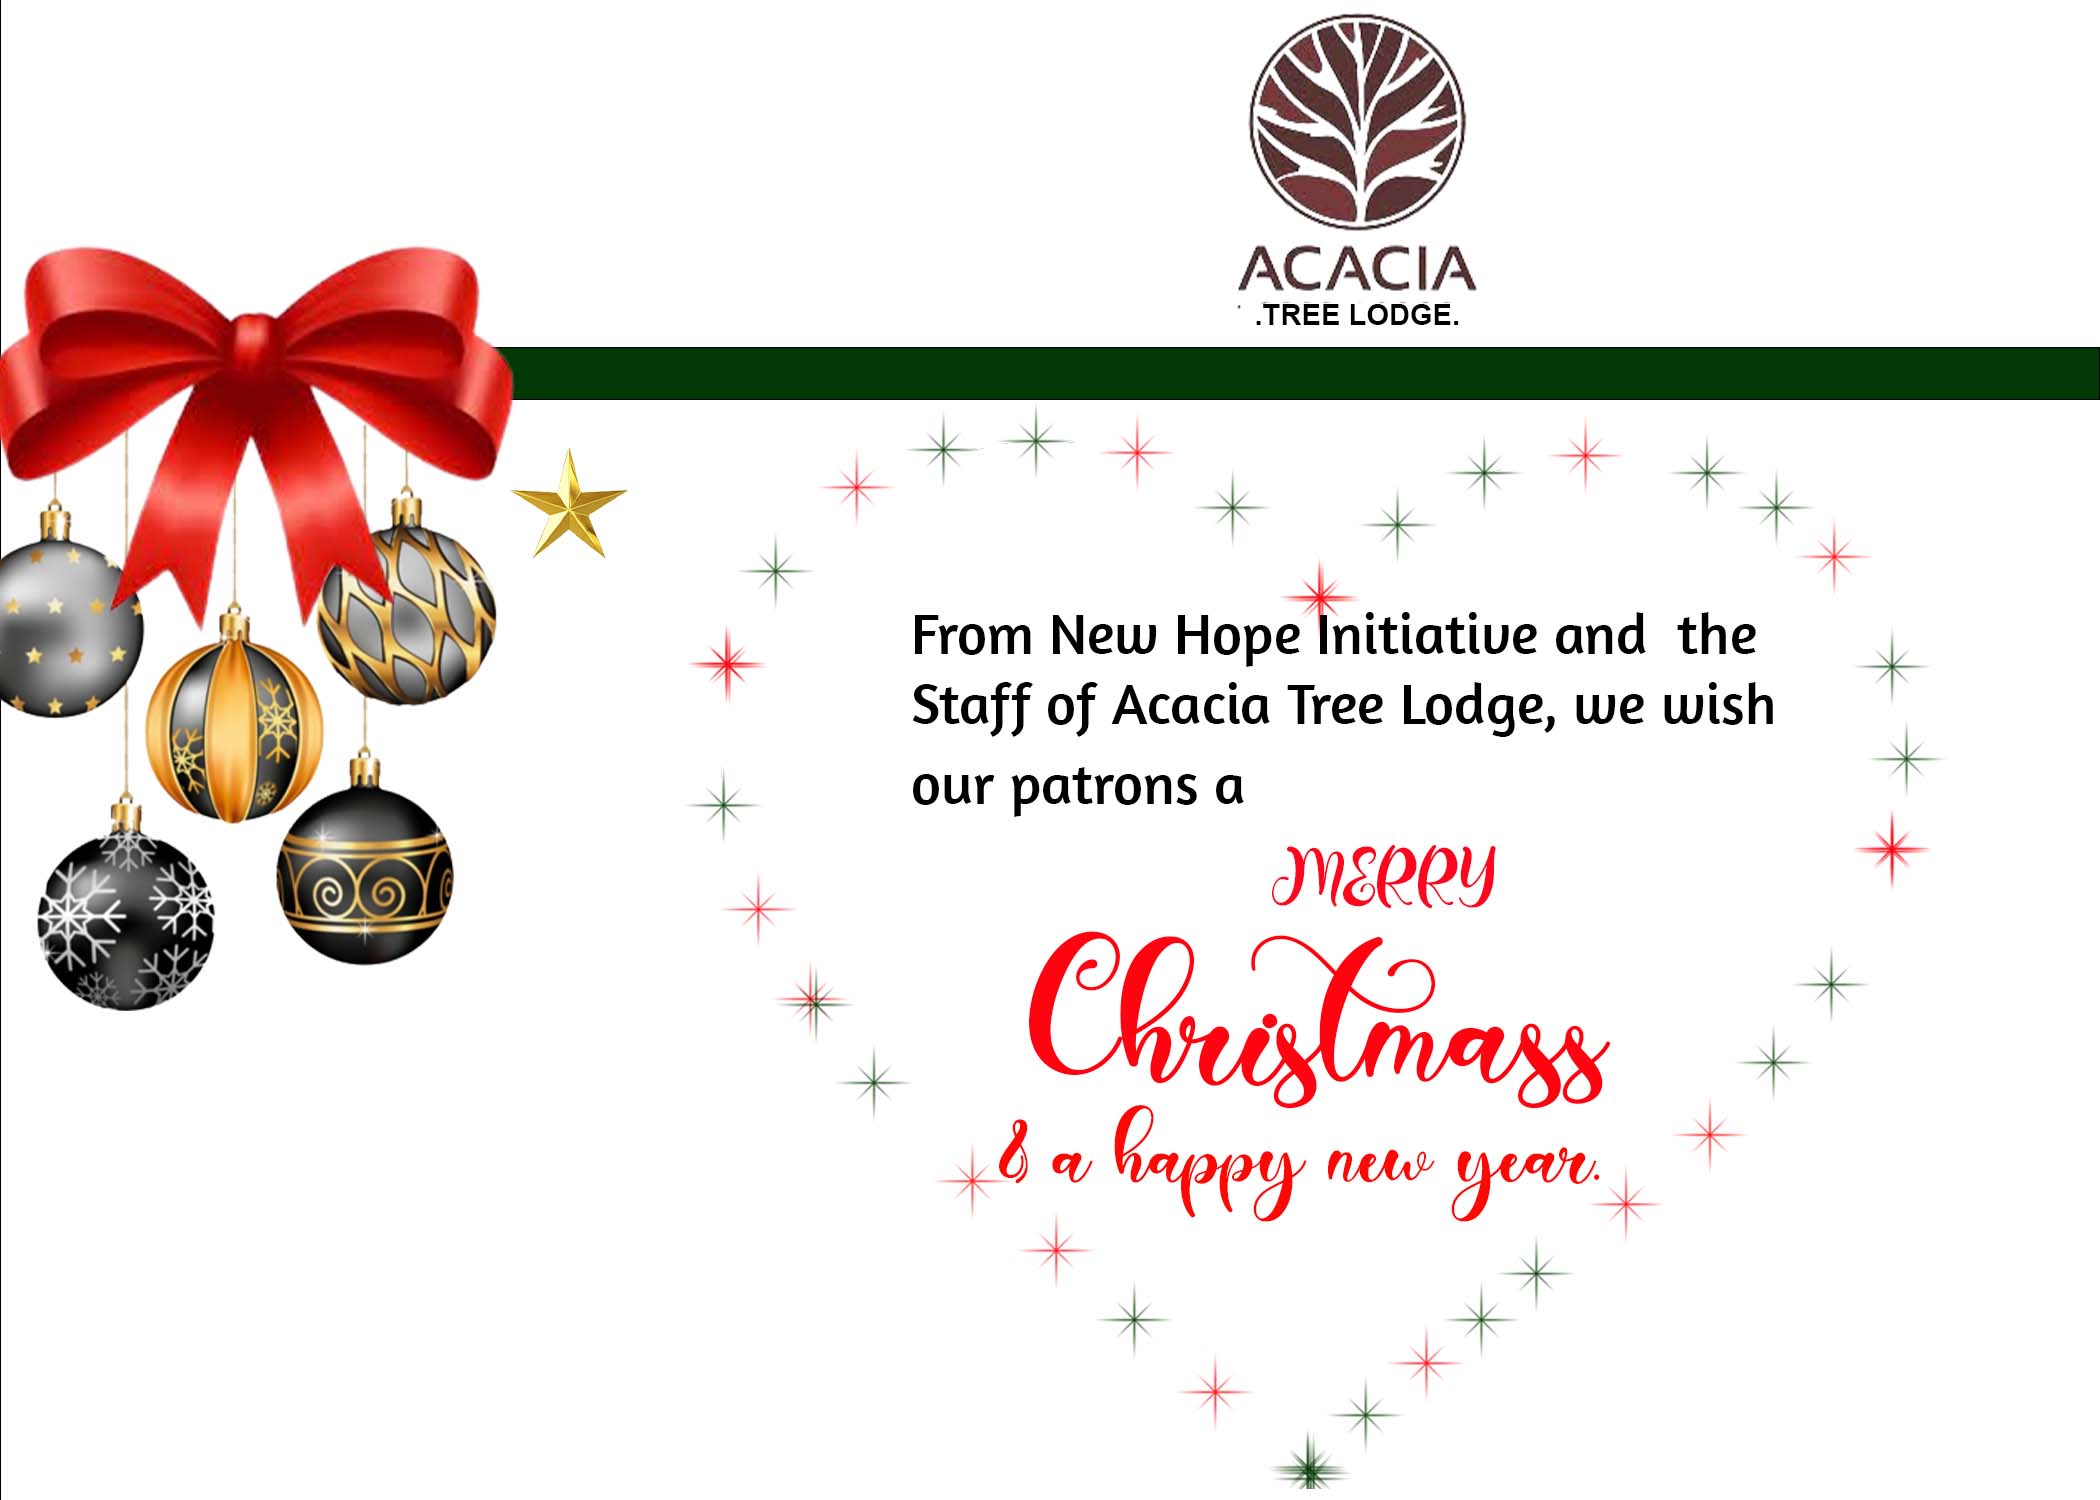 ACACIA
.TREE LODGE.
From New Hope Initiative and the
Staff of Acacia Tree Lodge, we wish
our patrons a
MERRY
Christmass
& a happy new year.